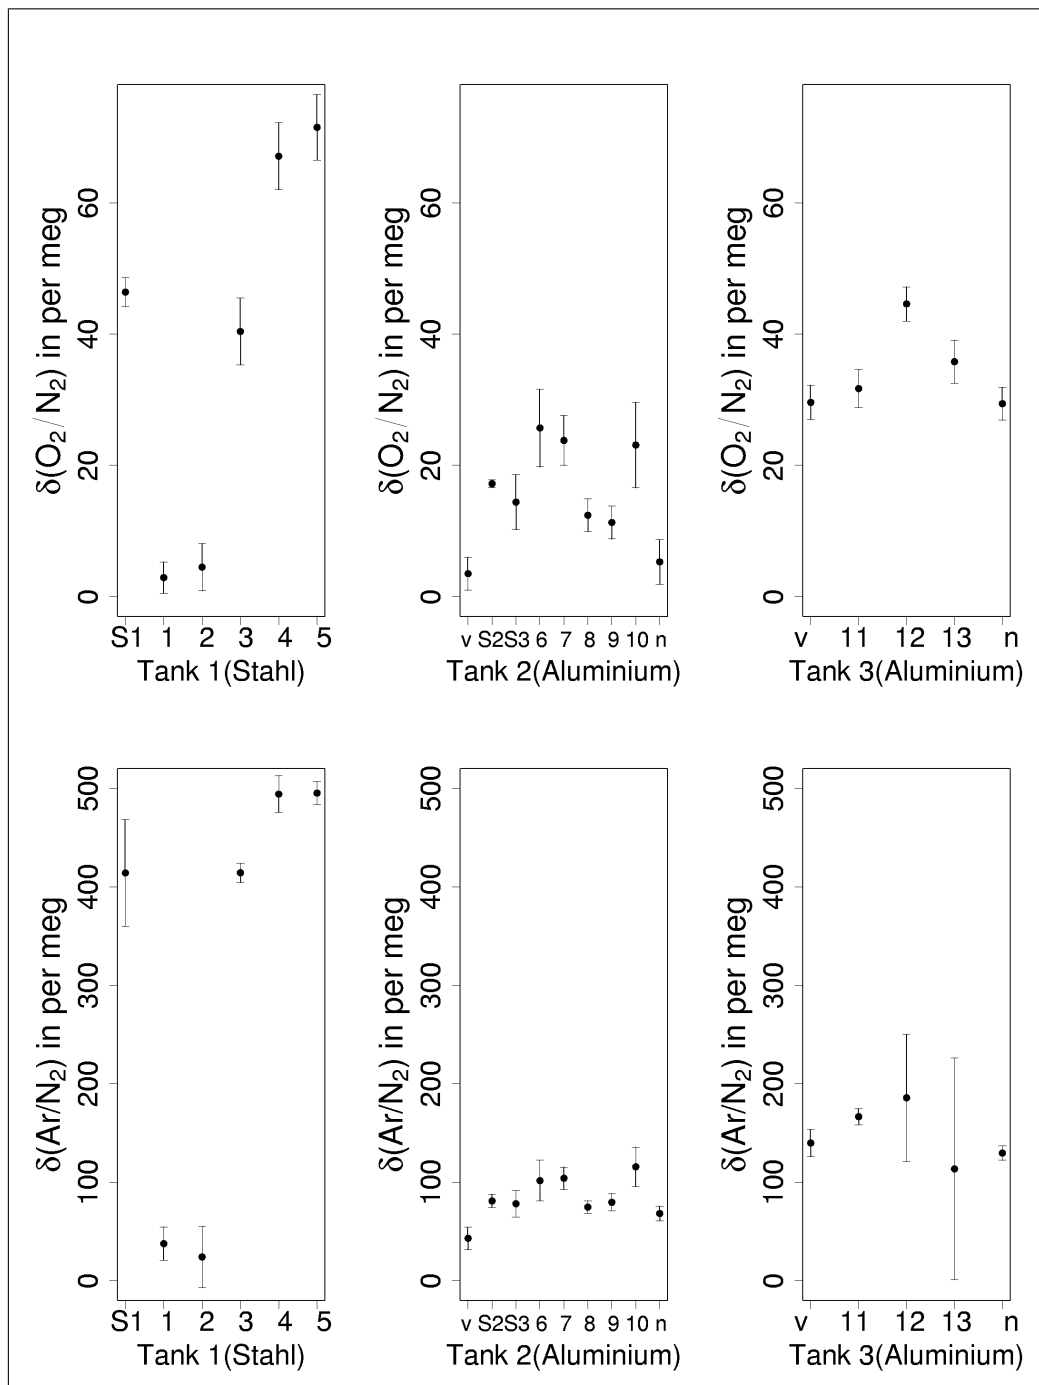 δ(O₂/N₂) in per meg
60
40
20
0
S1 1 2 3 4 5
Tank 1(Stahl)
δ(O₂/N₂) in per meg
60
40
20
0
v S2 S3 6 7 8 9 10 n
Tank 2(Aluminium)
δ(O₂/N₂) in per meg
60
40
20
0
v 11 12 13 n
Tank 3(Aluminium)
δ(Ar/N₂) in per meg
500
400
300
200
100
0
S1 1 2 3 4 5
Tank 1(Stahl)
δ(Ar/N₂) in per meg
500
400
300
200
100
0
v S2 S3 6 7 8 9 10 n
Tank 2(Aluminium)
δ(Ar/N₂) in per meg
500
400
300
200
100
0
v 11 12 13 n
Tank 3(Aluminium)